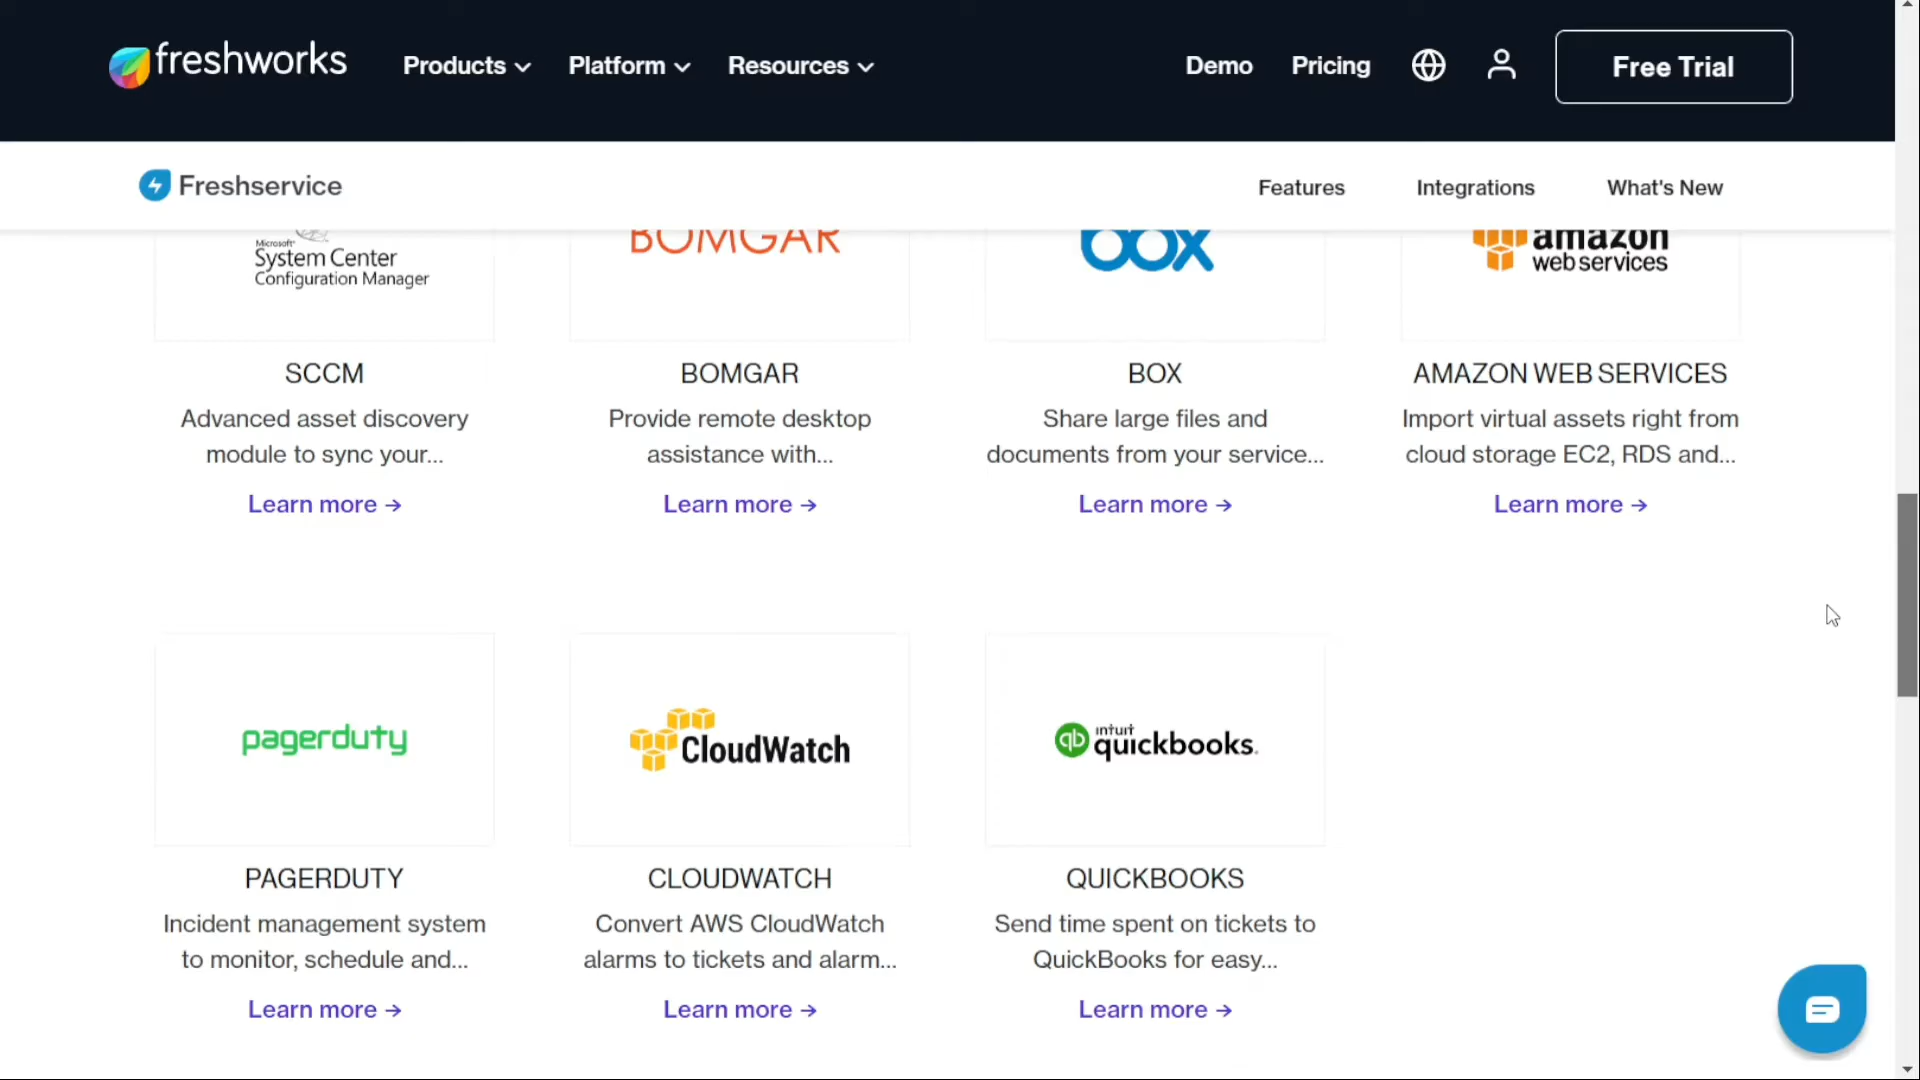 freshworks
Products
Platform
Resources
Demo
Pricing
Free Trial
Freshservice
Features
Integrations
What's New
Microsoft
System Center
Configuration Manager
BOMGAR
box
amazon
web services
SCCM
BOMGAR
BOX
AMAZON WEB SERVICES
Advanced asset discovery
module to sync your...
Provide remote desktop
assistance with...
Share large files and
documents from your service...
Import virtual assets right from
cloud storage EC2, RDS and...
Learn more →
Learn more →
Learn more →
Learn more →
pagerduty
CloudWatch
qb
intuit
quickbooks.
PAGERDUTY
CLOUDWATCH
QUICKBOOKS
Incident management system
to monitor, schedule and...
Convert AWS CloudWatch
alarms to tickets and alarm...
Send time spent on tickets to
QuickBooks for easy...
Learn more →
Learn more →
Learn more →